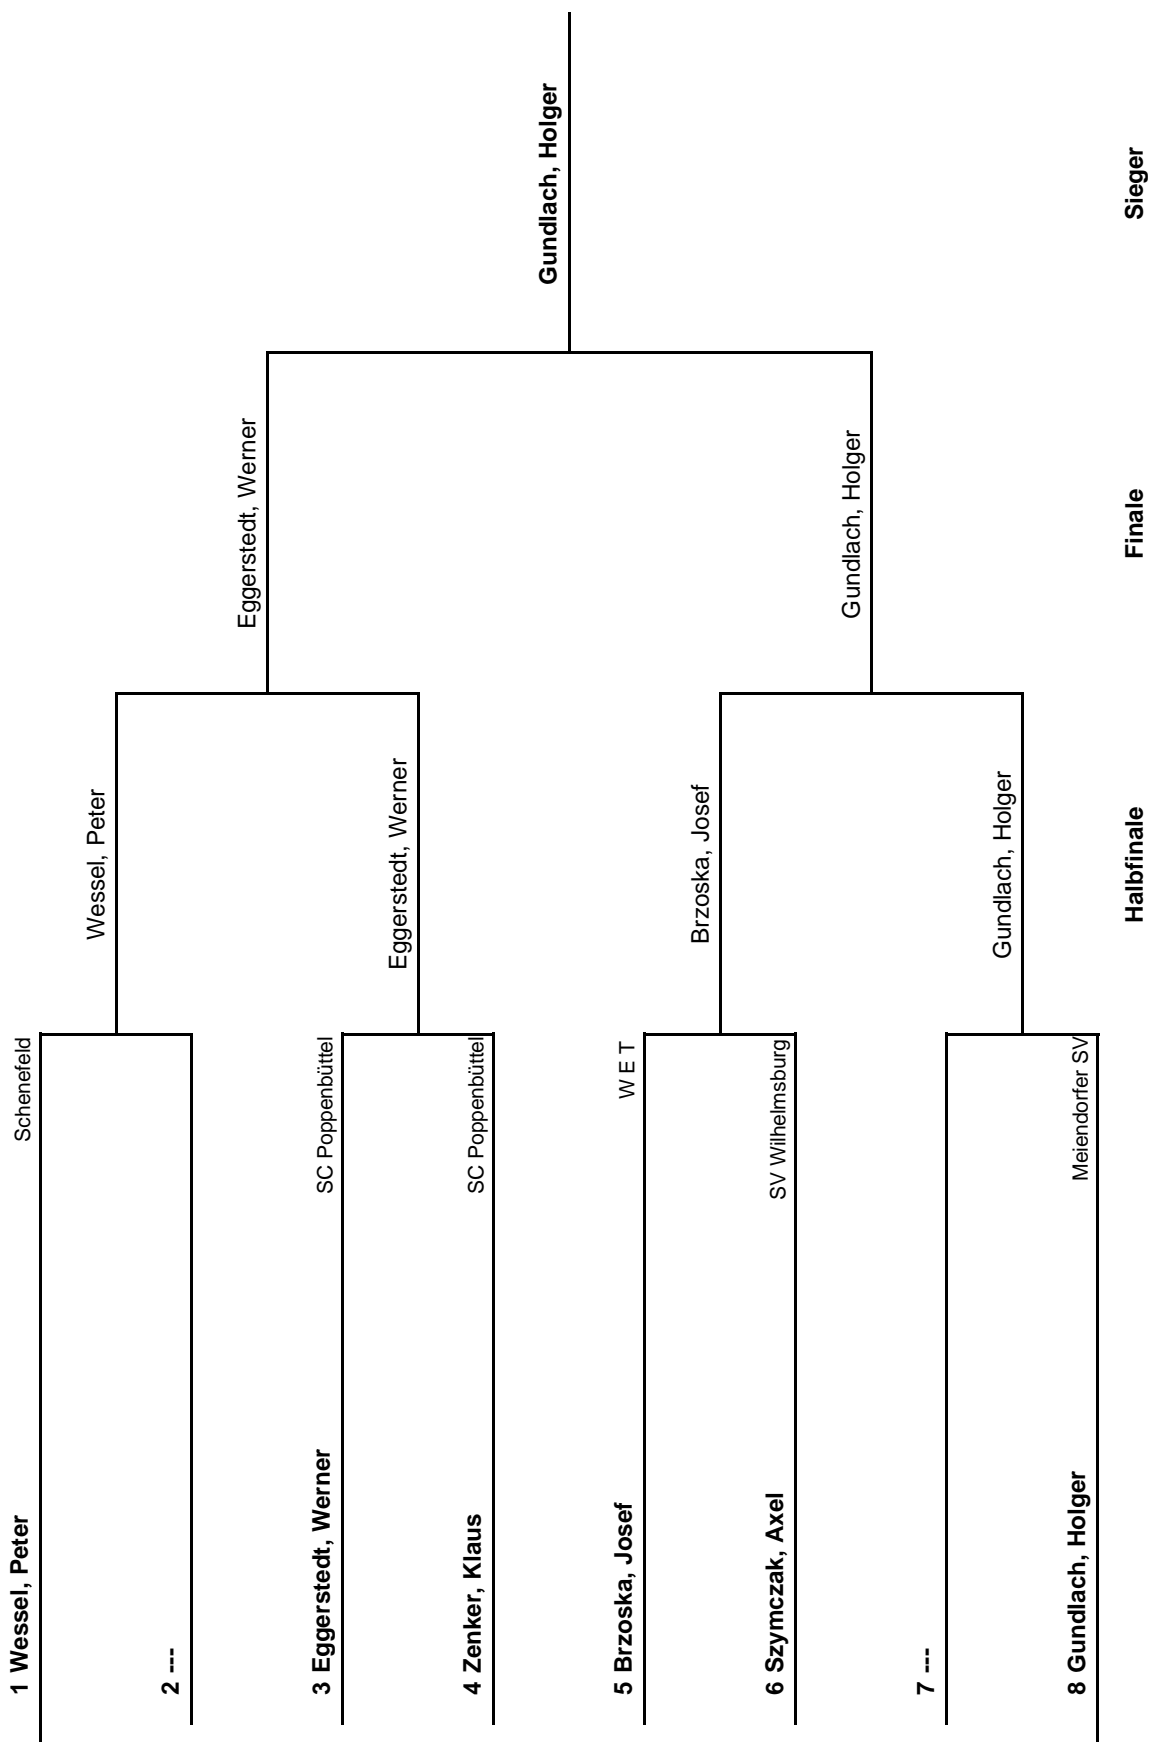 1 Wessel, Peter
Schenefeld
2 ---
3 Eggerstedt, Werner
SC Poppenbüttel
4 Zenker, Klaus
SC Poppenbüttel
5 Brzoska, Josef
W E T
6 Szymczak, Axel
SV Wilhelmsburg
7 ---
8 Gundlach, Holger
Meiendorfer SV
Wessel, Peter
Eggerstedt, Werner
Brzoska, Josef
Gundlach, Holger
Halbfinale
Eggerstedt, Werner
Gundlach, Holger
Finale
Gundlach, Holger
Sieger